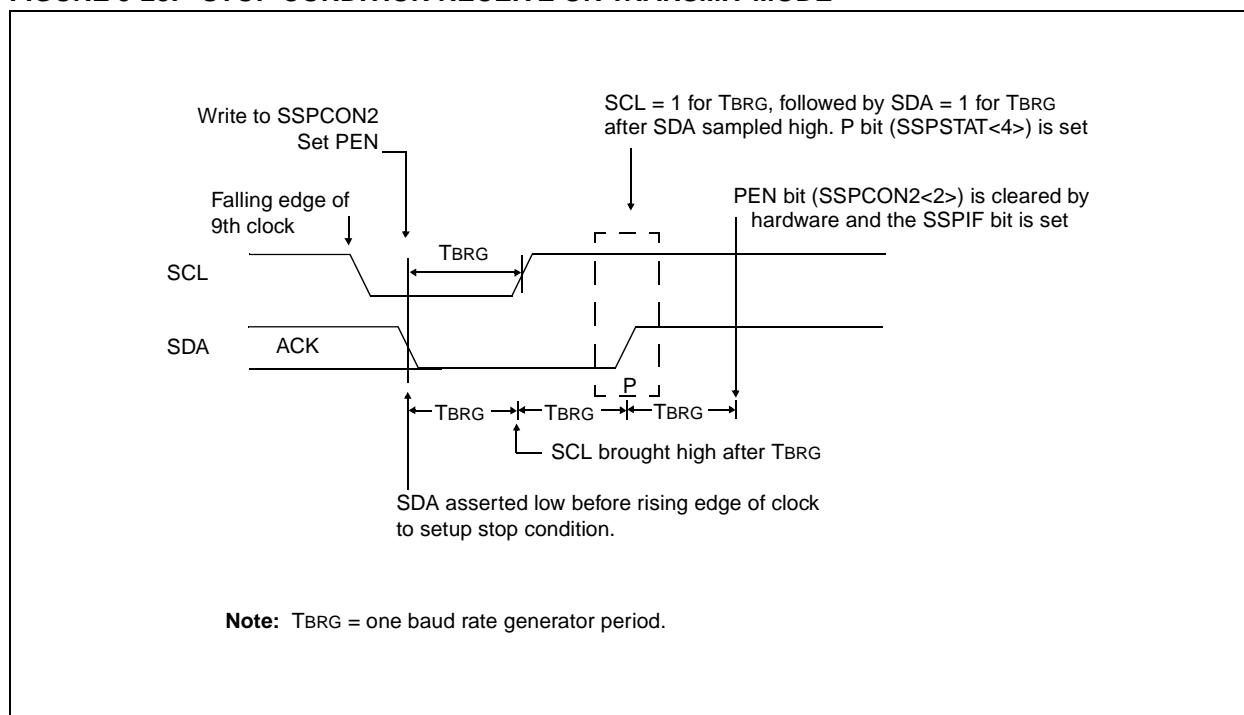 Write to SSPCON2
Set PEN
SCL = 1 for TBRG, followed by SDA = 1 for TBRG
after SDA sampled high. P bit (SSPSTAT<4>) is set
Falling edge of
9th clock
PEN bit (SSPCON2<2>) is cleared by
hardware and the SSPIF bit is set
TBRG
SCL
SDA
ACK
P
TBRG
TBRG
TBRG
SCL brought high after TBRG
SDA asserted low before rising edge of clock
to setup stop condition.
Note: TBRG = one baud rate generator period.